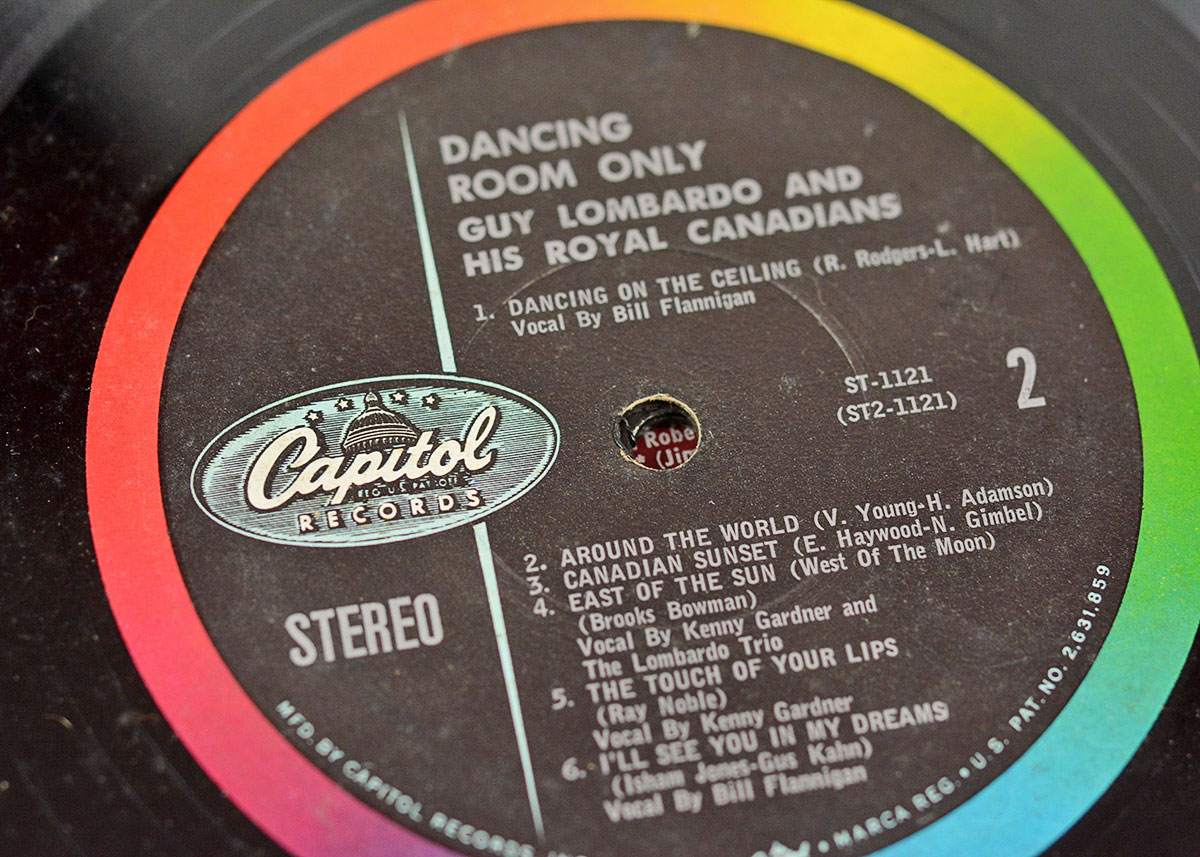 DANCING
ROOM ONLY
GUY LOMBARDO AND
HIS ROYAL CANADIANS
1. DANCING ON THE CEILING (R. Rodgers-L. Hart)
Vocal By Bill Flannigan
ST-1121
(ST2-1121)
2
Capitol
REG. U.S. PAT. OFF.
RECORDS
Robe
(Jin
STEREO
2. AROUND THE WORLD (V. Young-H. Adamson)
3. CANADIAN SUNSET (E. Haywood-N. Gimbel)
4. EAST OF THE SUN (West Of The Moon)
(Brooks Bowman)
Vocal By Kenny Gardner and
The Lombardo Trio
5. THE TOUCH OF YOUR LIPS
(Ray Noble)
Vocal By Kenny Gardner
6. I'LL SEE YOU IN MY DREAMS
(Isham Jones-Gus Kahn)
Vocal By Bill Flannigan
MFD. BY CAPITOL RECORDS
MARCA REG. • U.S. PAT. NO. 2,631,859